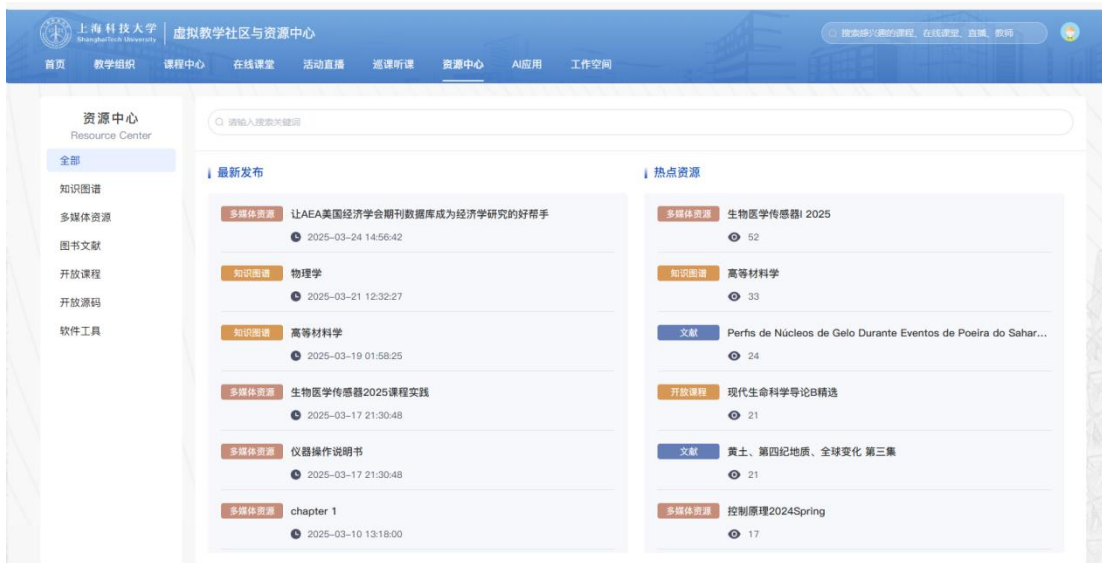 上海科技大学
ShanghaiTech University
虚拟教学社区与资源中心
搜索感兴趣的课程、在线课堂、直播、教师
首页 教学组织 课程中心 在线课堂 活动直播 巡课听课 资源中心 AI应用 工作空间
资源中心
Resource Center
全部
知识图谱
多媒体资源
图书文献
开放课程
开放源码
软件工具
请输入搜索关键词
最新发布
多媒体资源 让AEA美国经济学会期刊数据库成为经济学研究的好帮手
2025-03-24 14:56:42
知识图谱 物理学
2025-03-21 12:32:27
知识图谱 高等材料学
2025-03-19 01:58:25
多媒体资源 生物医学传感器2025课程实践
2025-03-17 21:30:48
多媒体资源 仪器操作说明书
2025-03-17 21:30:48
多媒体资源 chapter 1
2025-03-10 13:18:00
热点资源
多媒体资源 生物医学传感器I 2025
52
知识图谱 高等材料学
33
文献 Perfis de Núcleos de Gelo Durante Eventos de Poeira do Sahar...
24
开放课程 现代生命科学导论B精选
21
文献 黄土、第四纪地质、全球变化 第三集
21
多媒体资源 控制原理2024Spring
17